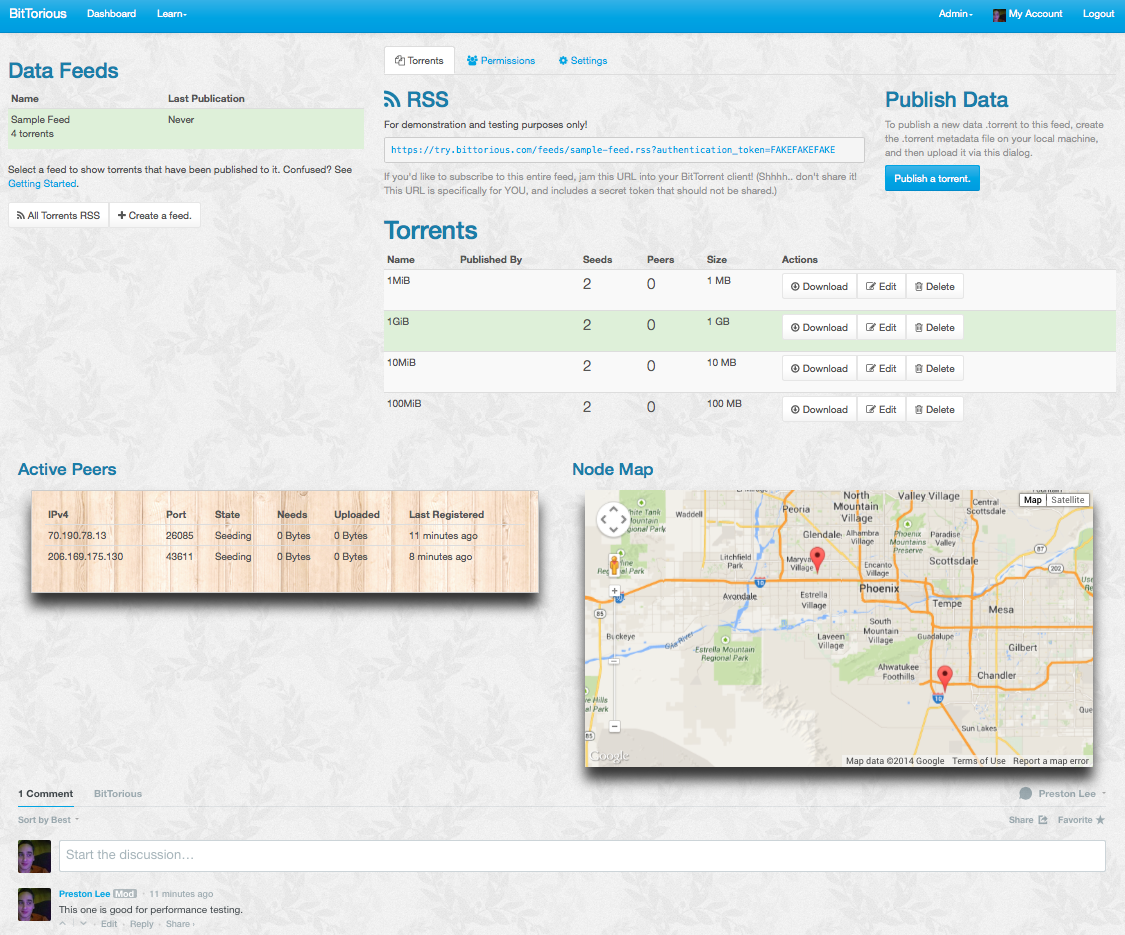 BitTorious Dashboard Learn Admin My Account Logout
Data Feeds
Name Last Publication
Sample Feed Never
4 torrents
Select a feed to show torrents that have been published to it. Confused? See
Getting Started.
All Torrents RSS Create a feed.
Torrents Permissions Settings
RSS
For demonstration and testing purposes only!
https://try.bittorious.com/feeds/sample-feed.rss?authentication_token=FAKEFAKEFAKE
If you'd like to subscribe to this entire feed, jam this URL into your BitTorrent client! (Shhhh.. don't share it!
This URL is specifically for YOU, and includes a secret token that should not be shared.)
Publish Data
To publish a new data .torrent to this feed, create
the .torrent metadata file on your local machine,
and then upload it via this dialog.
Publish a torrent.
Torrents
Name Published By Seeds Peers Size Actions
1MiB 2 0 1 MB Download Edit Delete
1GiB 2 0 1 GB Download Edit Delete
10MiB 2 0 10 MB Download Edit Delete
100MiB 2 0 100 MB Download Edit Delete
Active Peers
IPv4 Port State Needs Uploaded Last Registered
70.190.78.13 26085 Seeding 0 Bytes 0 Bytes 11 minutes ago
206.169.175.130 43611 Seeding 0 Bytes 0 Bytes 8 minutes ago
Node Map
Map Satellite
Waddell
Peoria
North
Mountain
Village
Valley Village
Central
Scottsdale
Glendale
Alhambra
Village
Phoenix
Mountains
Preserve
Paradise
Valley
87
202
Litchfield
Park
Village
Encanto
Village
Scottsdale
10
Avondale
Estrella
Village
Phoenix
Tempe
Mesa
85
Buckeye
Gila River
Laveen
Village
South
Mountain
Village
Guadalupe
Gilbert
Estrella Mountain
Regional Park
Ahwatukee
Foothills
Chandler
10
Sun Lakes
85
Google
Map data ©2014 Google Terms of Use Report a map error
1 Comment BitTorious Preston Lee
Sort by Best Share Favorite
Start the discussion…
Preston Lee Mod · 11 minutes ago
This one is good for performance testing.
Edit · Reply · Share ›